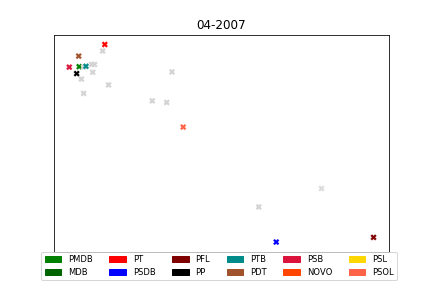 04-2007
PMDB PT PFL PTB PSB PSL
MDB PSDB PP PDT NOVO PSOL